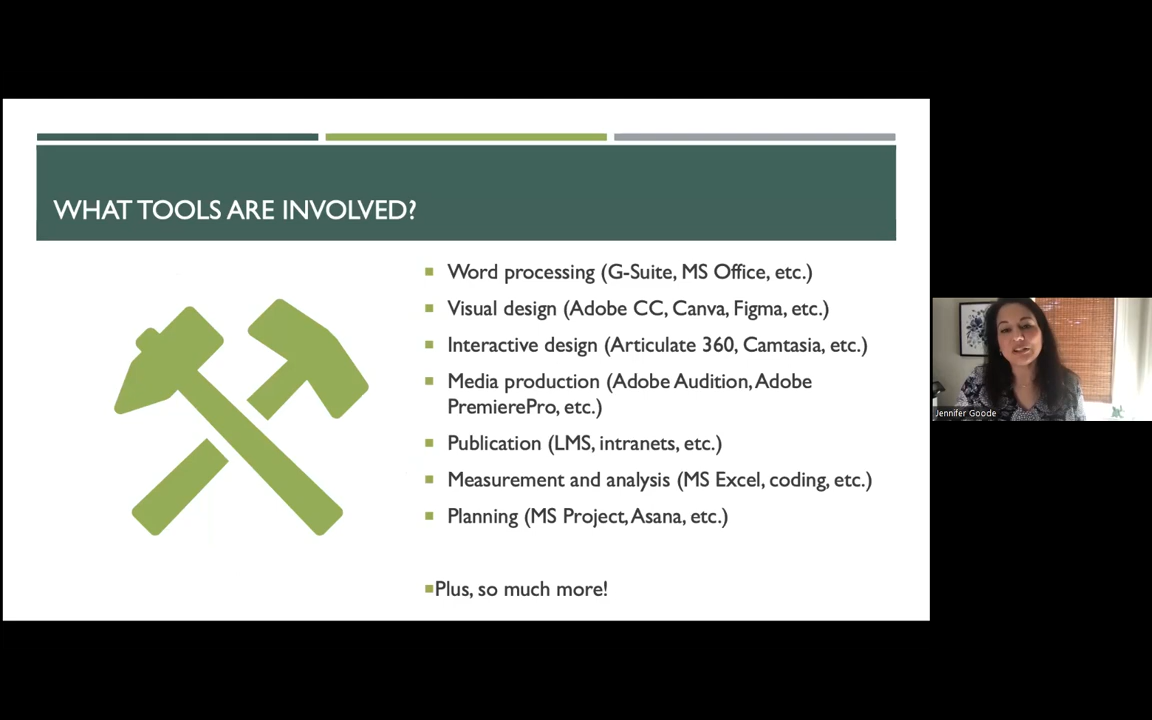 WHAT TOOLS ARE INVOLVED?
Word processing (G-Suite, MS Office, etc.)
Visual design (Adobe CC, Canva, Figma, etc.)
Interactive design (Articulate 360, Camtasia, etc.)
Media production (Adobe Audition, Adobe
PremierePro, etc.)
Publication (LMS, intranets, etc.)
Measurement and analysis (MS Excel, coding, etc.)
Planning (MS Project, Asana, etc.)
Plus, so much more!
Jennifer Goode